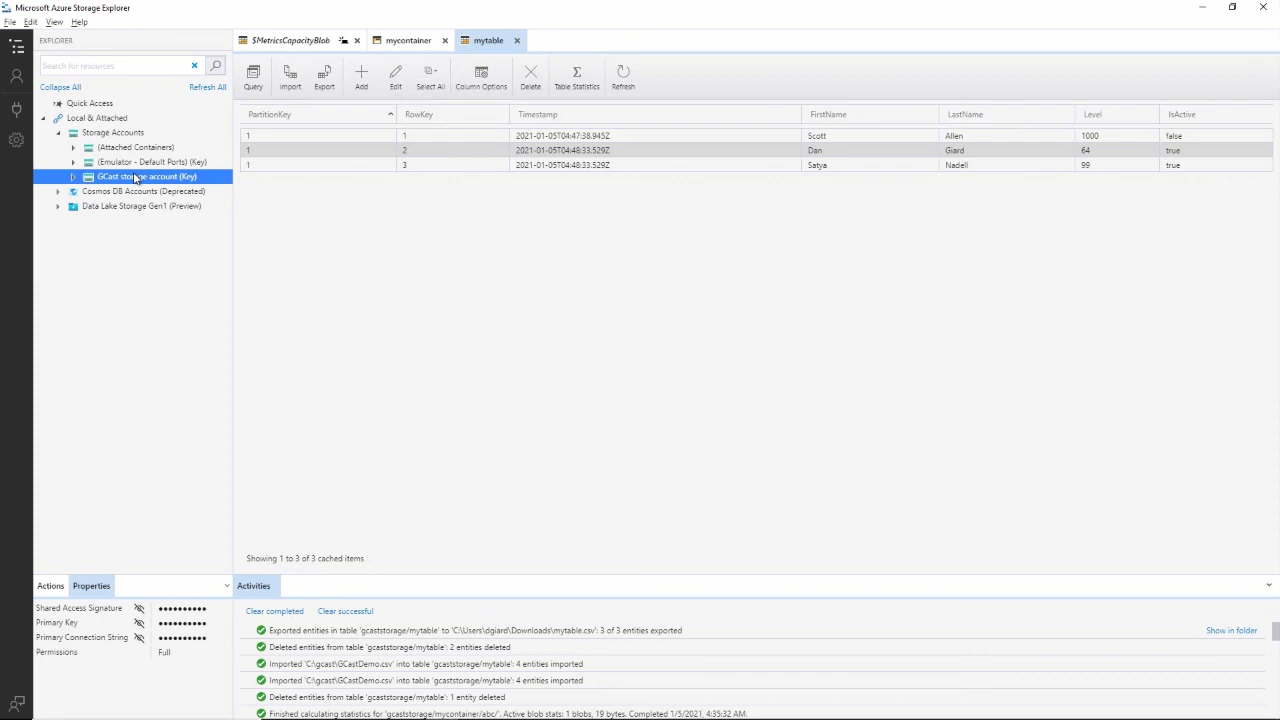 Microsoft Azure Storage Explorer
File Edit View Help
EXPLORER
Search for resources
Collapse All Refresh All
Quick Access
Local & Attached
Storage Accounts
(Attached Containers)
(Emulator - Default Ports) (Key)
GCast storage account (Key)
Cosmos DB Accounts (Deprecated)
Data Lake Storage Gen1 (Preview)
$MetricsCapacityBlob mycontainer mytable
Query Import Export Add Edit Select All Column Options Delete Table Statistics Refresh
PartitionKey RowKey Timestamp FirstName LastName Level IsActive
1 1 2021-01-05T04:47:38.945Z Scott Allen 1000 false
1 2 2021-01-05T04:48:33.529Z Dan Giard 64 true
1 3 2021-01-05T04:48:33.529Z Satya Nadell 99 true
Showing 1 to 3 of 3 cached items
Actions Properties
Shared Access Signature ••••••••••
Primary Key ••••••••••
Primary Connection String ••••••••••
Permissions Full
Activities
Clear completed Clear successful
Exported entities in table 'gcaststorage/mytable' to 'C:\Users\dgiard\Downloads\mytable.csv': 3 of 3 entities exported Show in folder
Deleted entities from table 'gcaststorage/mytable': 2 entities deleted
Imported 'C:\gcast\GCastDemo.csv' into table 'gcaststorage/mytable': 4 entities imported
Imported 'C:\gcast\GCastDemo.csv' into table 'gcaststorage/mytable': 4 entities imported
Deleted entities from table 'gcaststorage/mytable': 1 entity deleted
Finished calculating statistics for 'gcaststorage/mycontainer/abc/'. Active blob stats: 1 blobs, 19 bytes. Completed 1/5/2021, 4:35:32 AM.